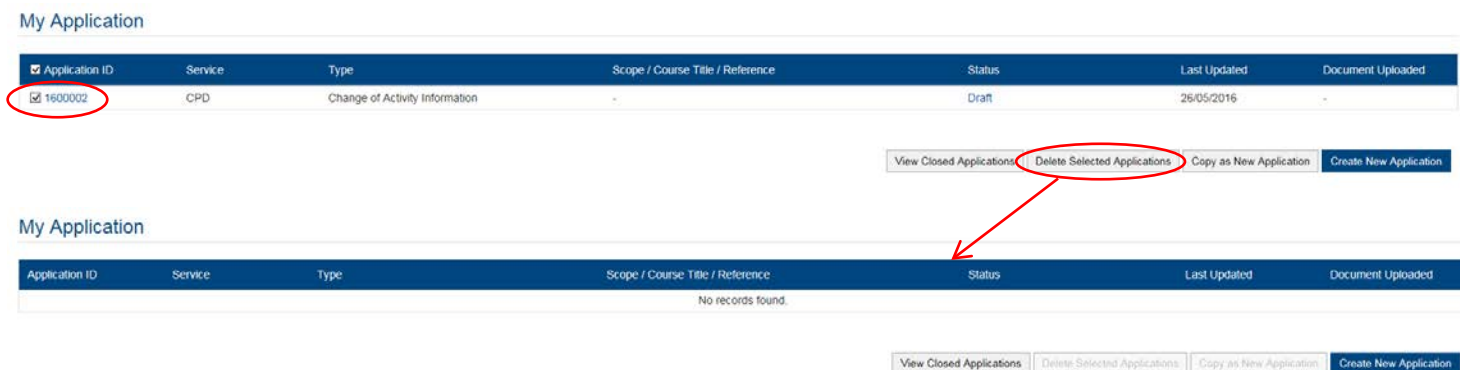 My Application
Application ID Service Type Scope / Course Title / Reference Status Last Updated Document Uploaded
1600002 CPD Change of Activity Information - Draft 26/05/2016 -
View Closed Applications Delete Selected Applications Copy as New Application Create New Application
My Application
Application ID Service Type Scope / Course Title / Reference Status Last Updated Document Uploaded
No records found.
View Closed Applications Delete Selected Applications Copy as New Application Create New Application